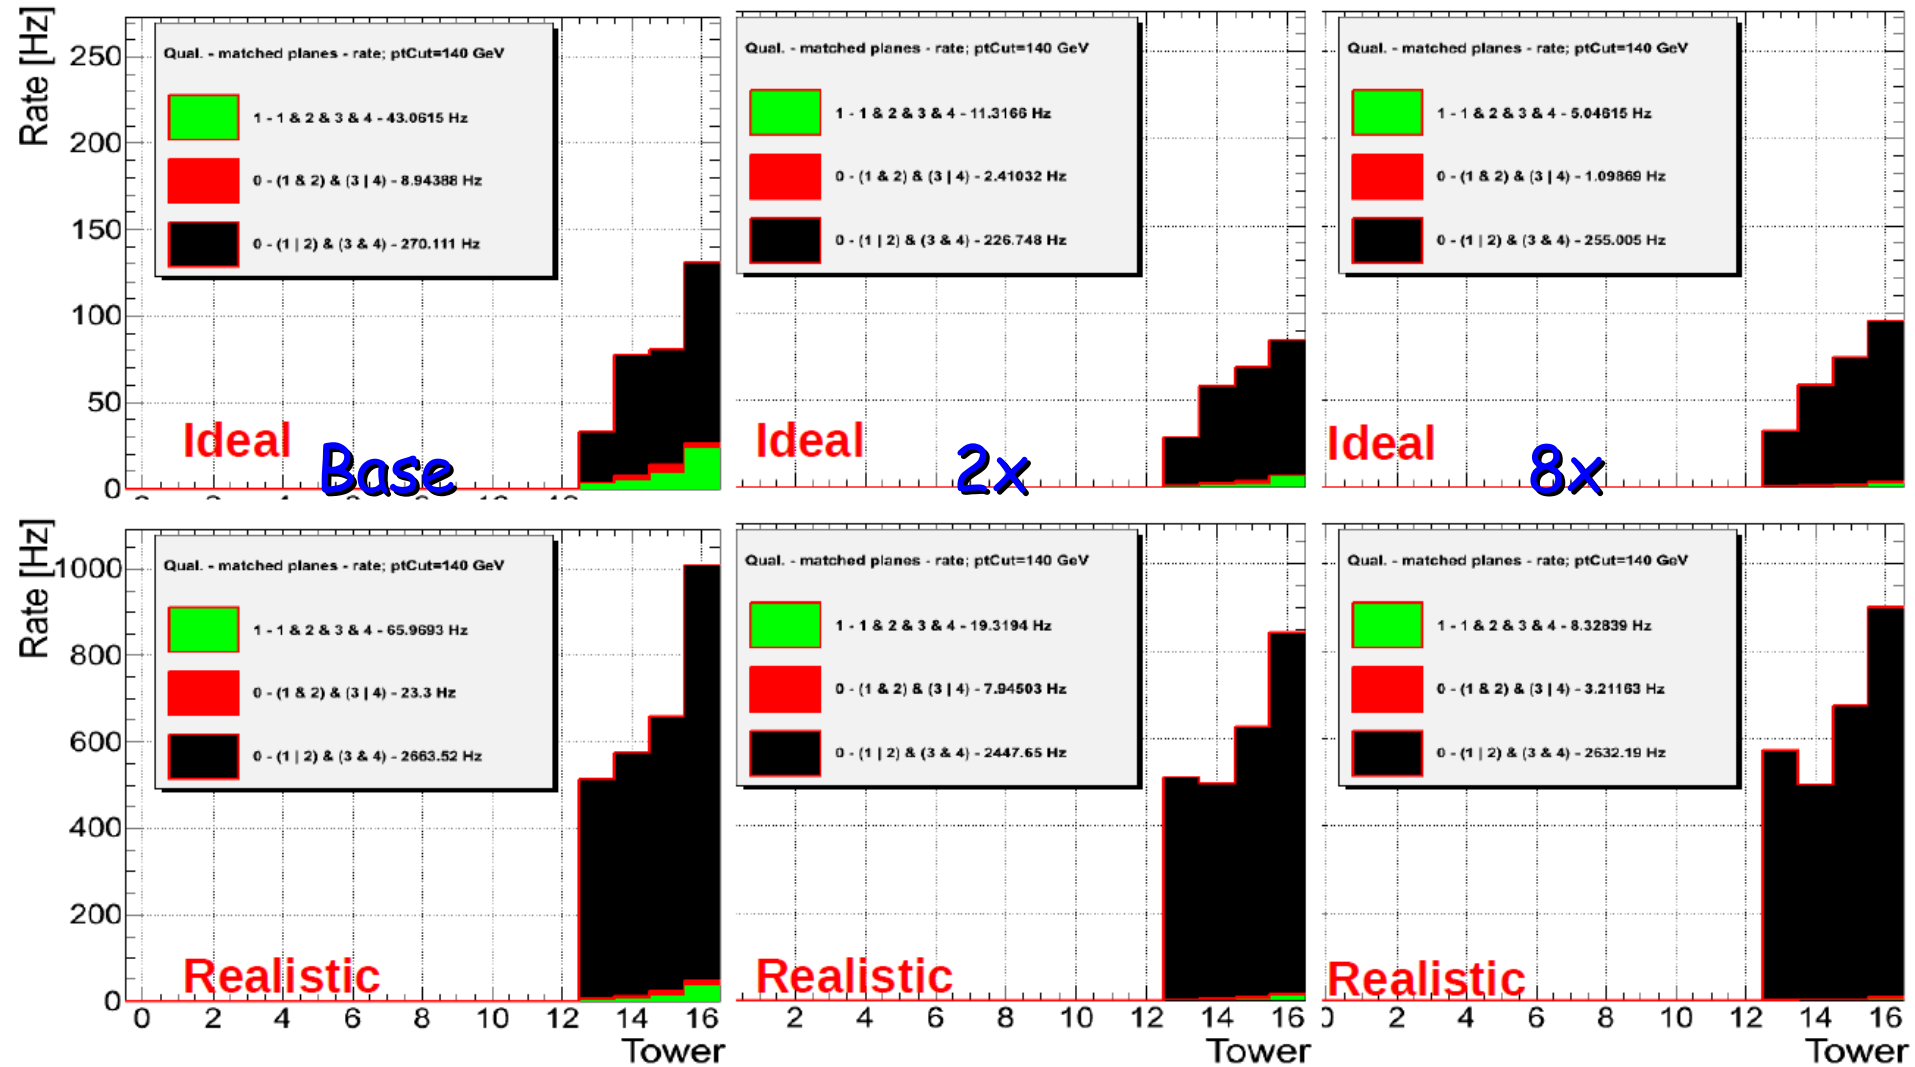 Rate [Hz]
250
200
150
100
50
0
Qual. - matched planes - rate; ptCut=140 GeV
1 - 1 & 2 & 3 & 4 - 43.0615 Hz
0 - (1 & 2) & (3 | 4) - 8.94388 Hz
0 - (1 | 2) & (3 & 4) - 270.111 Hz
Ideal
Base
Qual. - matched planes - rate; ptCut=140 GeV
1 - 1 & 2 & 3 & 4 - 11.3166 Hz
0 - (1 & 2) & (3 | 4) - 2.41032 Hz
0 - (1 | 2) & (3 & 4) - 226.748 Hz
Ideal
2x
Qual. - matched planes - rate; ptCut=140 GeV
1 - 1 & 2 & 3 & 4 - 5.04615 Hz
0 - (1 & 2) & (3 | 4) - 1.09869 Hz
0 - (1 | 2) & (3 & 4) - 255.005 Hz
Ideal
8x
Rate [Hz]
1000
800
600
400
200
0
Qual. - matched planes - rate; ptCut=140 GeV
1 - 1 & 2 & 3 & 4 - 65.9693 Hz
0 - (1 & 2) & (3 | 4) - 23.3 Hz
0 - (1 | 2) & (3 & 4) - 2663.52 Hz
Realistic
0 2 4 6 8 10 12 14 16
Tower
Qual. - matched planes - rate; ptCut=140 GeV
1 - 1 & 2 & 3 & 4 - 19.3194 Hz
0 - (1 & 2) & (3 | 4) - 7.94503 Hz
0 - (1 | 2) & (3 & 4) - 2447.65 Hz
Realistic
2 4 6 8 10 12 14 16
Tower
Qual. - matched planes - rate; ptCut=140 GeV
1 - 1 & 2 & 3 & 4 - 8.32839 Hz
0 - (1 & 2) & (3 | 4) - 3.21163 Hz
0 - (1 | 2) & (3 & 4) - 2632.19 Hz
Realistic
0 2 4 6 8 10 12 14 16
Tower